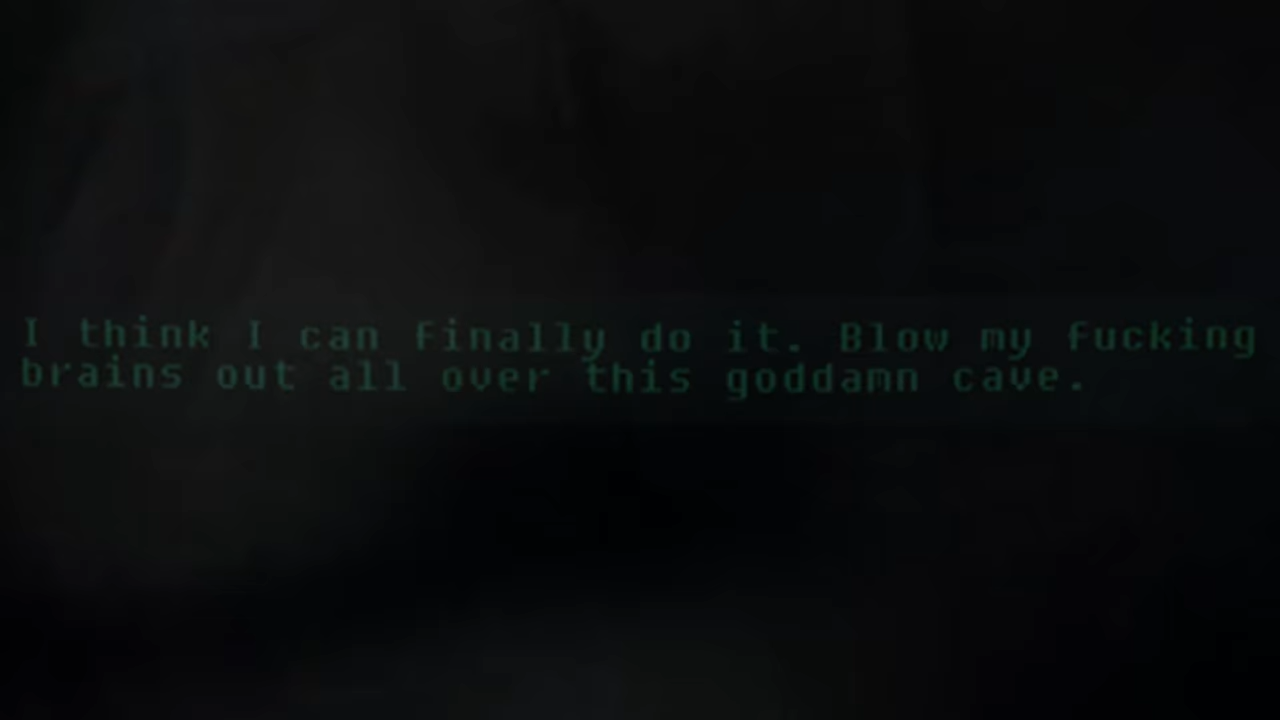 I think I can finally do it. Blow my fucking
brains out all over this goddamn cave.